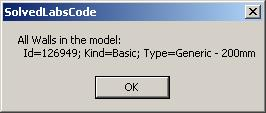 SolvedLabsCode
All Walls in the model:
Id=126949; Kind=Basic; Type=Generic - 200mm
OK